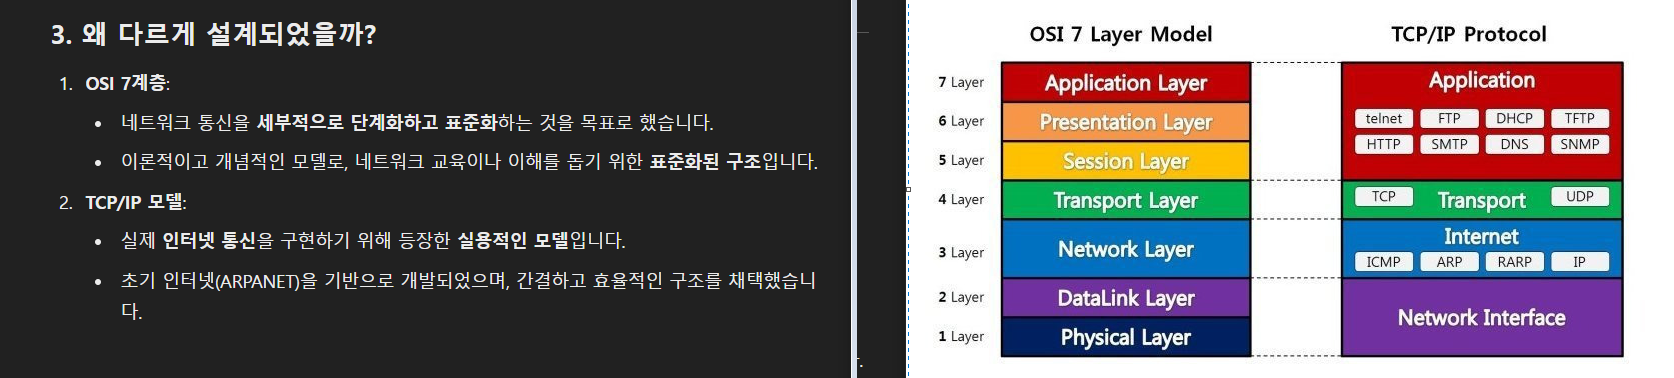 3. 왜 다르게 설계되었을까?
1. OSI 7계층:
• 네트워크 통신을 세부적으로 단계화하고 표준화하는 것을 목표로 했습니다.
• 이론적이고 개념적인 모델로, 네트워크 교육이나 이해를 돕기 위한 표준화된 구조입니다.
2. TCP/IP 모델:
• 실제 인터넷 통신을 구현하기 위해 등장한 실용적인 모델입니다.
• 초기 인터넷(ARPANET)을 기반으로 개발되었으며, 간결하고 효율적인 구조를 채택했습니
다.
OSI 7 Layer Model
7 Layer Application Layer
6 Layer Presentation Layer
5 Layer Session Layer
4 Layer Transport Layer
3 Layer Network Layer
2 Layer DataLink Layer
1 Layer Physical Layer
TCP/IP Protocol
Application
telnet FTP DHCP TFTP
HTTP SMTP DNS SNMP
TCP Transport UDP
Internet
ICMP ARP RARP IP
Network Interface